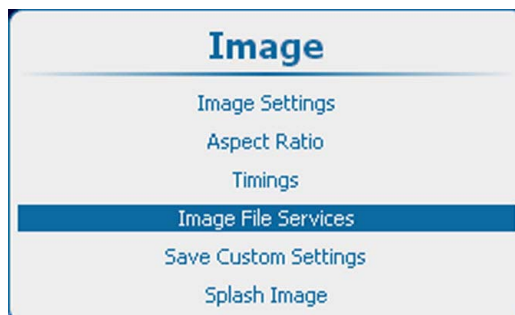 Image
Image Settings
Aspect Ratio
Timings
Image File Services
Save Custom Settings
Splash Image